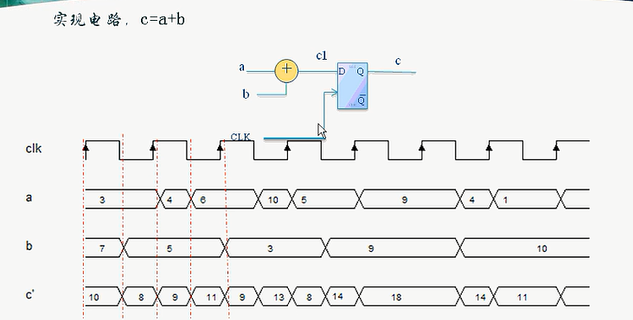 实现电路，c=a+b
c1
a + D Q c
b Q
CLK
clk
a 3 4 6 10 5 9 4 1
b 7 5 3 9 10
c' 10 8 9 11 9 13 8 14 18 14 11